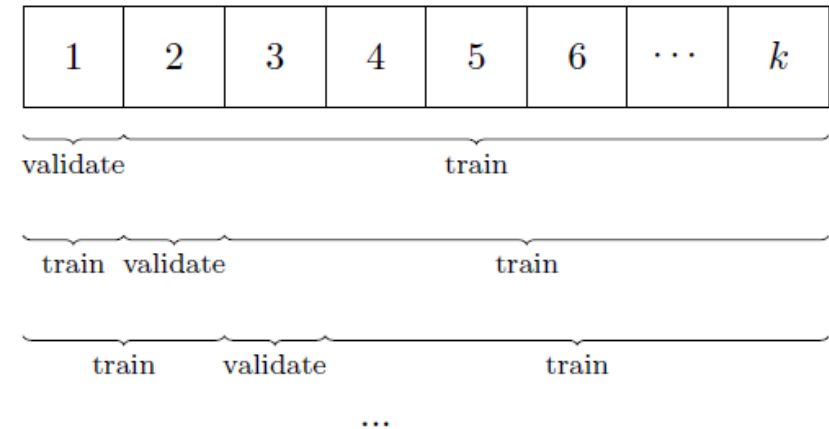 1 2 3 4 5 6 ··· k
validate train
train validate train
train validate train
...